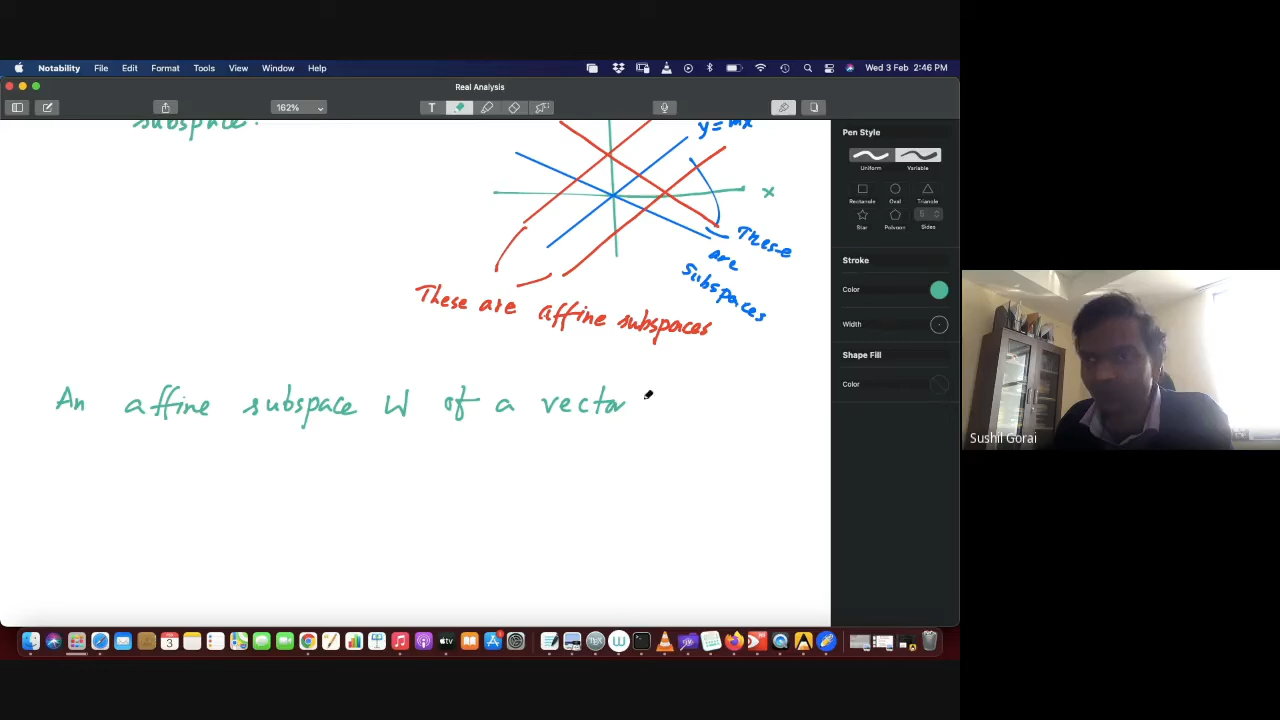 Notability File Edit Format Tools View Window Help Wed 3 Feb 2:46 PM
Real Analysis
162% T
subspace.
y=mx
x
These
are
subspaces
These are affine subspaces
An affine subspace W of a vector
Pen Style
Uniform Variable
Rectangle Oval Triangle
5
Star Polygon Sides
Stroke
Color
Width
Shape Fill
Color
Sushil Gorai